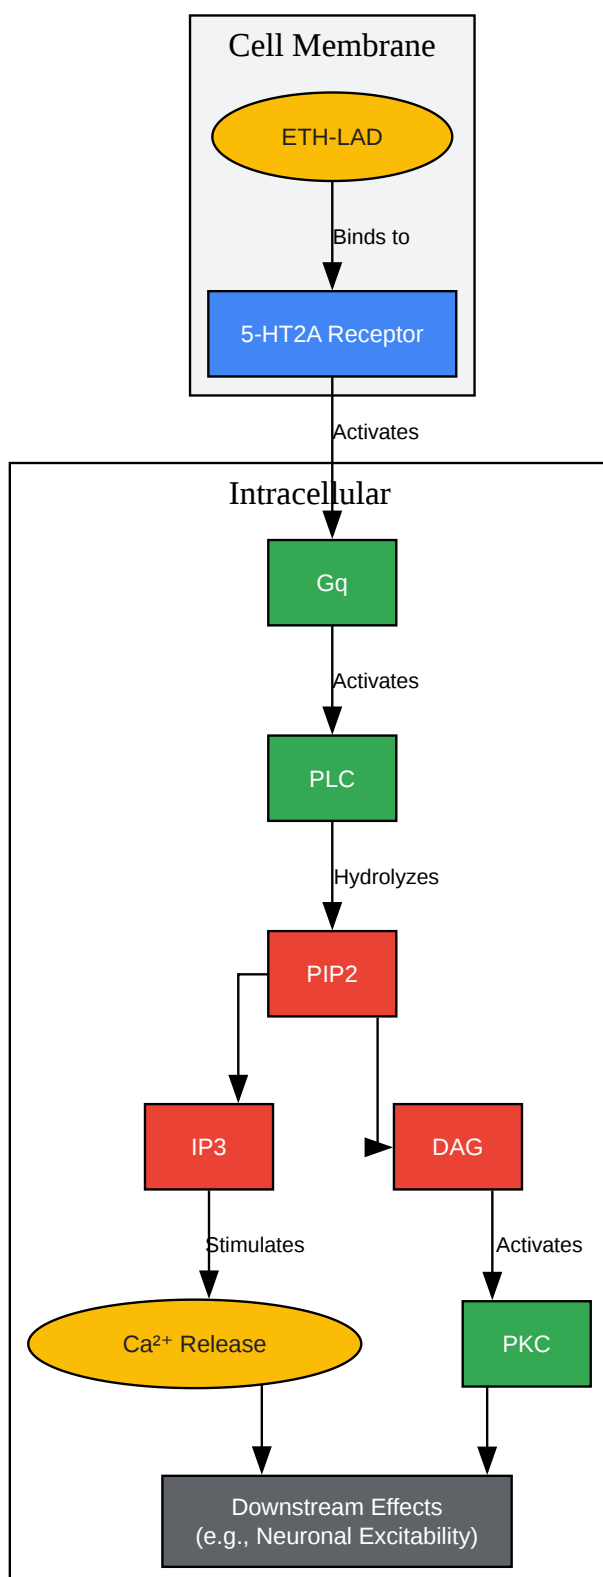 Cell Membrane
ETH-LAD
Binds to
5-HT2A Receptor
Activates
Intracellular
Gq
Activates
PLC
Hydrolyzes
PIP2
IP3
DAG
Stimulates
Activates
Ca²⁺ Release
PKC
Downstream Effects
(e.g., Neuronal Excitability)